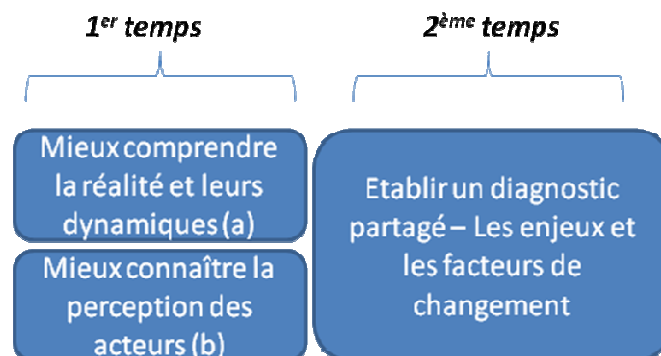 1er temps
2ème temps
Mieux comprendre
la réalité et leurs
dynamiques (a)
Mieux connaître la
perception des
acteurs (b)
Etablir un diagnostic
partagé – Les enjeux et
les facteurs de
changement